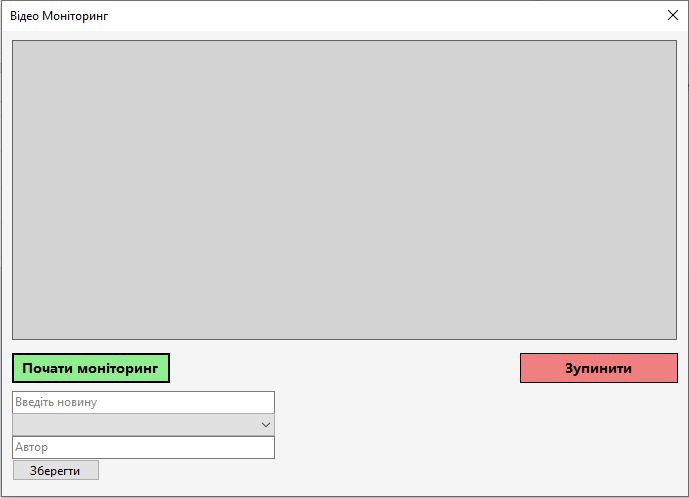 Відео Моніторинг
Почати моніторинг
Зупинити
Введіть новину
Автор
Зберегти